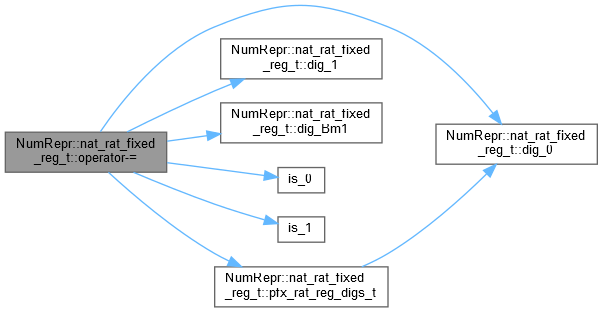 NumRepr::nat_rat_fixed
_reg_t::operator-=
NumRepr::nat_rat_fixed
_reg_t::dig_1
NumRepr::nat_rat_fixed
_reg_t::dig_Bm1
is_0
is_1
NumRepr::nat_rat_fixed
_reg_t::pfx_rat_reg_digs_t
NumRepr::nat_rat_fixed
_reg_t::dig_0